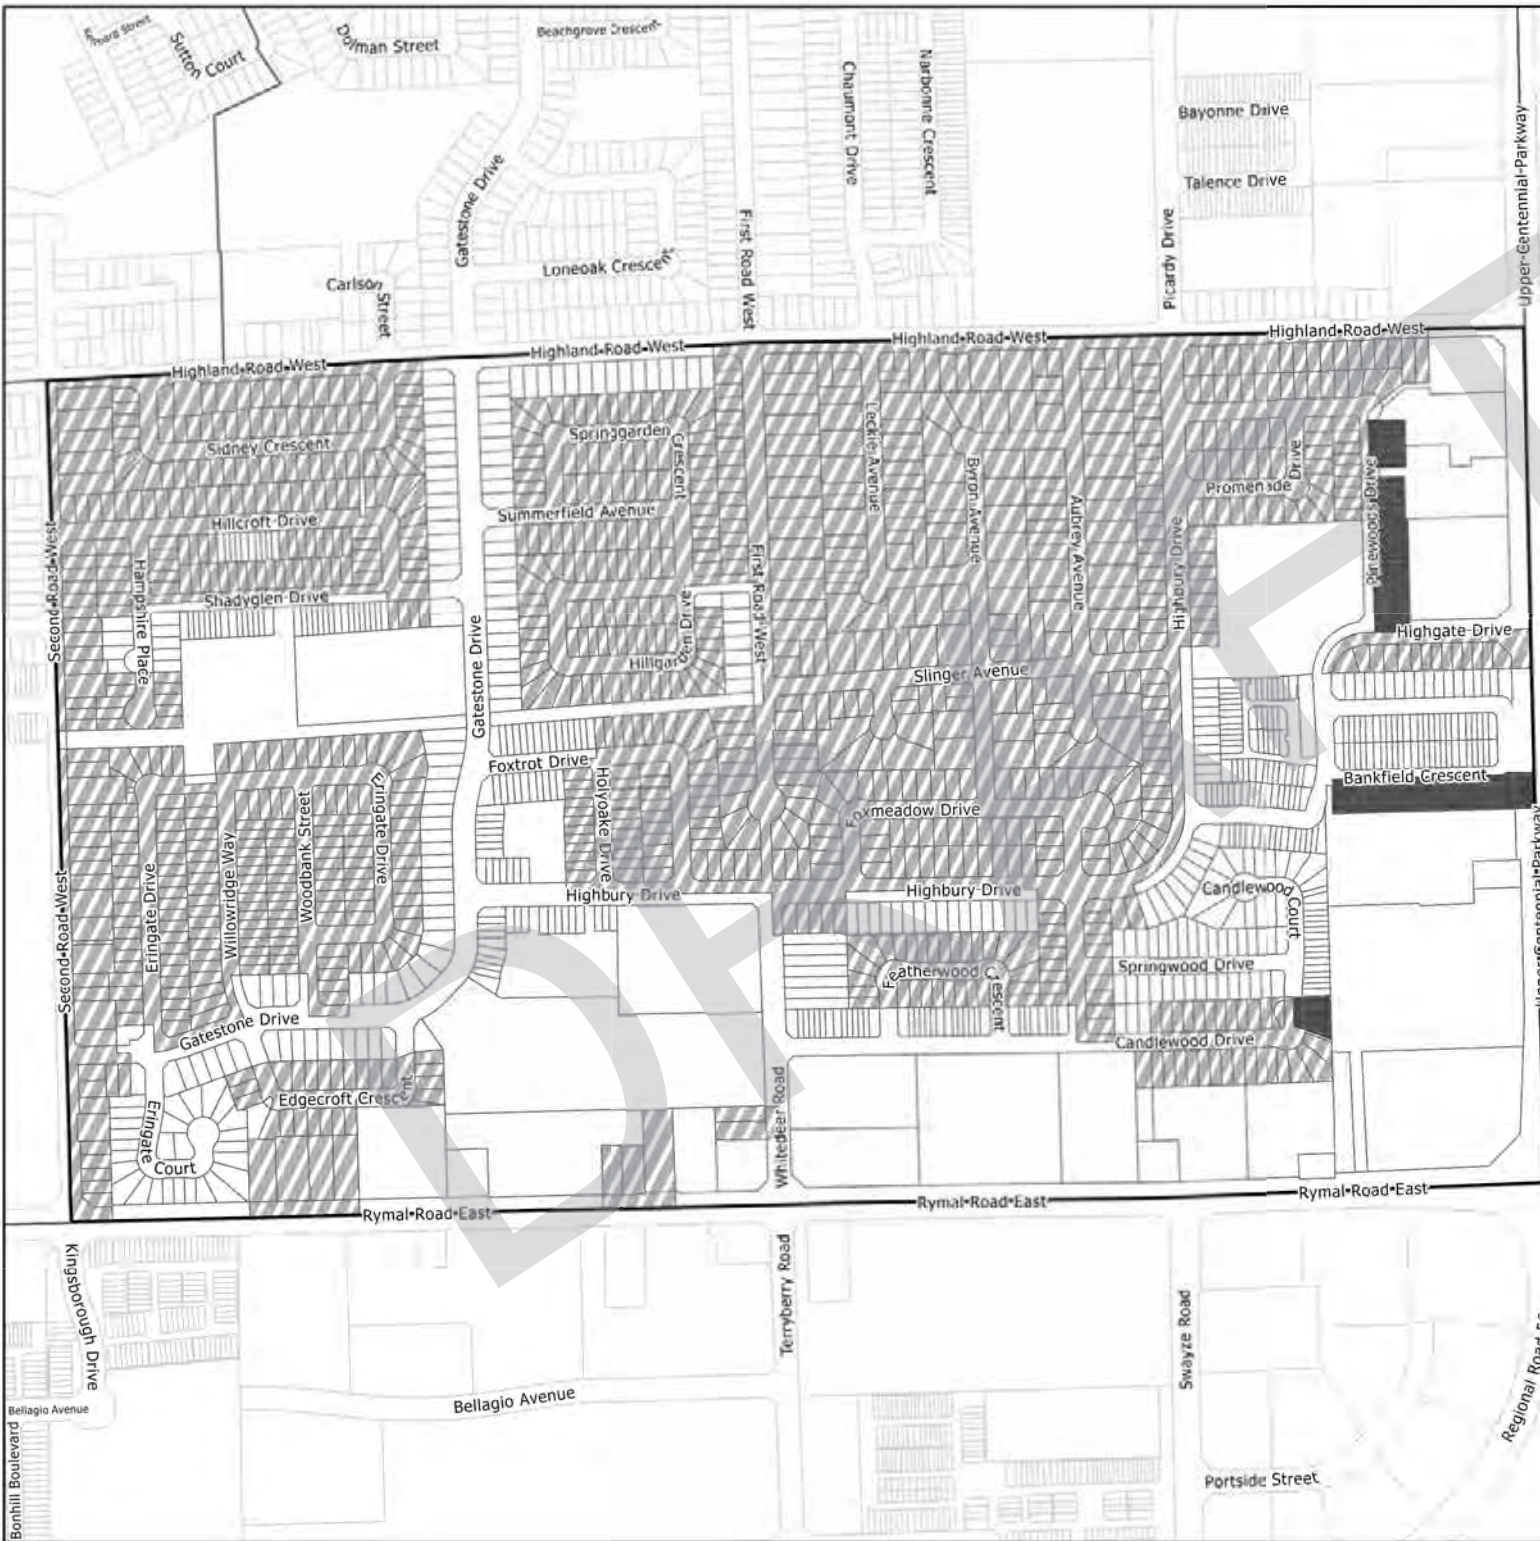 Sutton Court
Dolman Street
Beachgrove Crescent
Chaumont Drive
Narbonne Crescent
Bayonne Drive
Talence Drive
Upper-Centennial-Parkway
Gatestone Drive
Loneoak Crescent
Carlson Street
First Road West
Picardy Drive
Highland-Road-West
Highland-Road-West
Highland-Road-West
Highland-Road-West
Sidney Crescent
Springgarden Crescent
Leckie Avenue
Byron Avenue
Aubrey Avenue
Promenade Drive
Pinewoods Drive
Hillcroft Drive
Summerfield Avenue
Highbury Drive
Second-Road-West
Hampshire Place
Shadyglen Drive
First Road West
Gatestone Drive
Hillgarden Drive
Slinger Avenue
Highgate-Drive
Foxtrot Drive
Holyoake Drive
Bankfield Crescent
Eringate Drive
Woodbank Street
Willowridge Way
Eringate Drive
Foxmeadow Drive
Second-Road-West
Highbury Drive
Highbury Drive
Candlewood Court
Featherwood Crescent
Springwood Drive
Gatestone Drive
Candlewood Drive
Edgecroft Crescent
Eringate Court
Whitedeer Road
Rymal-Road-East
Rymal-Road-East
Rymal-Road-East
Kingsborough Drive
Terryberry Road
Swayze Road
Bellagio Avenue
Bellagio Avenue
Bonhill Boulevard
Regional Road
Portside Street
DRAFT